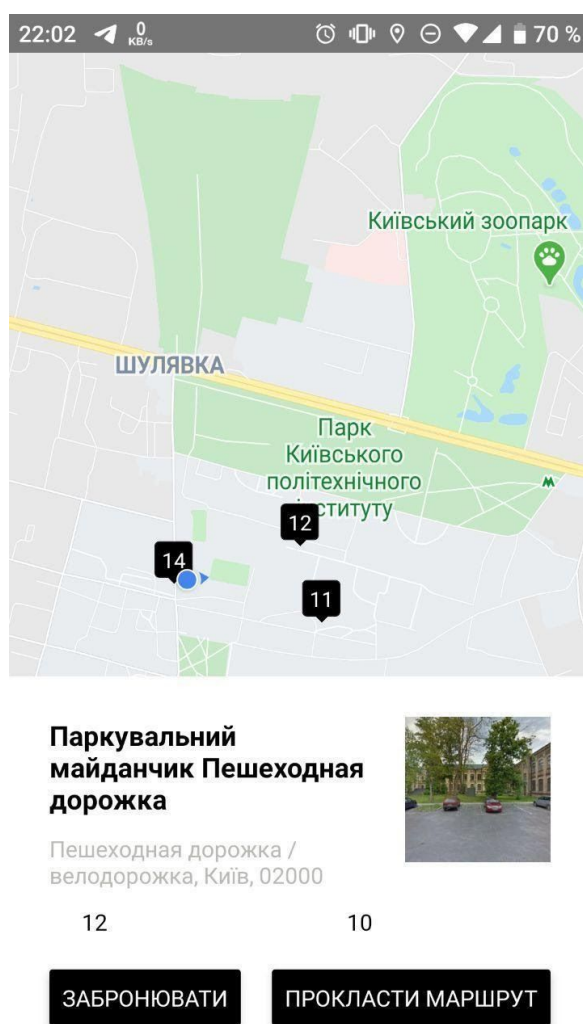 22:02 0 KB/s 70 %
Київський зоопарк
ШУЛЯВКА
Парк
Київського
політехнічного
ституту
12
14
11
Паркувальний
майданчик Пешеходная
дорожка
Пешеходная дорожка /
велодорожка, Київ, 02000
12 10
ЗАБРОНЮВАТИ ПРОКЛАСТИ МАРШРУТ